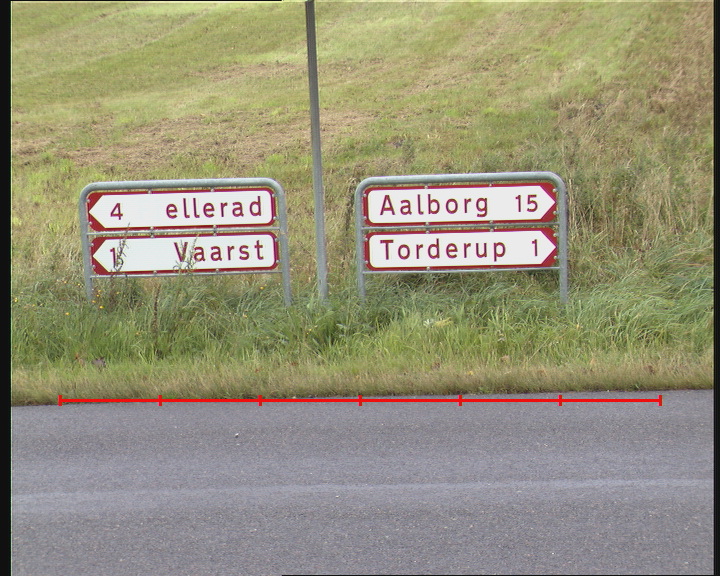 4 ellerad
1 Vaarst
Aalborg 15
Torderup 1